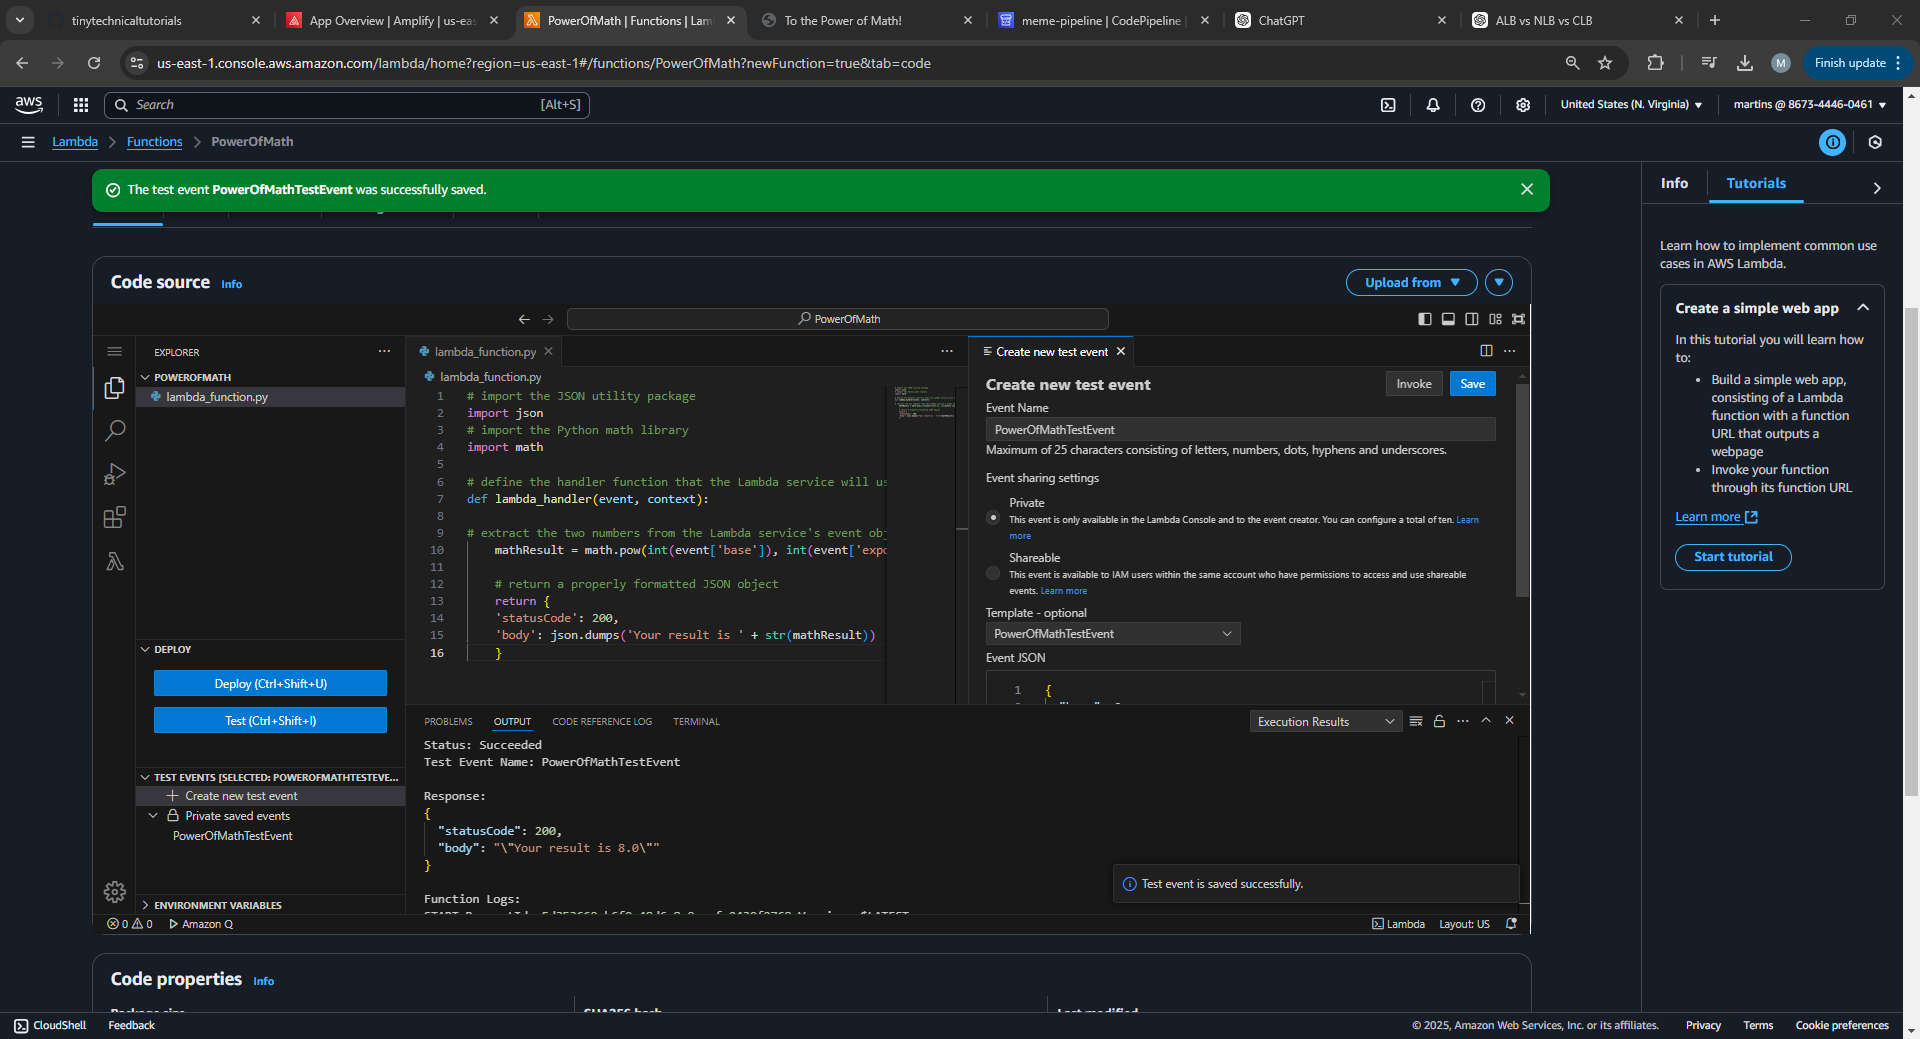 tinytechnicaltutorials
App Overview | Amplify | us-eas
PowerOfMath | Functions | Lam
To the Power of Math!
meme-pipeline | CodePipeline
ChatGPT
ALB vs NLB vs CLB
us-east-1.console.aws.amazon.com/lambda/home?region=us-east-1#/functions/PowerOfMath?newFunction=true&tab=code
M
Finish update
aws
Search
[Alt+S]
United States (N. Virginia)
martins @ 8673-4446-0461
Lambda
Functions
PowerOfMath
The test event PowerOfMathTestEvent was successfully saved.
Code source
Info
Upload from
PowerOfMath
EXPLORER
POWEROFMATH
lambda_function.py
DEPLOY
Deploy (Ctrl+Shift+U)
Test (Ctrl+Shift+I)
TEST EVENTS [SELECTED: POWEROFMATHTESTEVE...
Create new test event
Private saved events
PowerOfMathTestEvent
ENVIRONMENT VARIABLES
lambda_function.py
lambda_function.py
1 # import the JSON utility package
2 import json
3 # import the Python math library
4 import math
5
6 # define the handler function that the Lambda service will us
7 def lambda_handler(event, context):
8
9 # extract the two numbers from the Lambda service's event obj
10 mathResult = math.pow(int(event['base']), int(event['expo
11
12 # return a properly formatted JSON object
13 return {
14 'statusCode': 200,
15 'body': json.dumps('Your result is ' + str(mathResult))
16 }
Create new test event
Create new test event
Invoke
Save
Event Name
PowerOfMathTestEvent
Maximum of 25 characters consisting of letters, numbers, dots, hyphens and underscores.
Event sharing settings
Private
This event is only available in the Lambda Console and to the event creator. You can configure a total of ten. Learn
more
Shareable
This event is available to IAM users within the same account who have permissions to access and use shareable
events. Learn more
Template - optional
PowerOfMathTestEvent
Event JSON
1 {
PROBLEMS
OUTPUT
CODE REFERENCE LOG
TERMINAL
Execution Results
Status: Succeeded
Test Event Name: PowerOfMathTestEvent
Response:
{
"statusCode": 200,
"body": "\"Your result is 8.0\""
}
Function Logs:
Test event is saved successfully.
0 0
Amazon Q
Lambda
Layout: US
Info
Tutorials
Learn how to implement common use
cases in AWS Lambda.
Create a simple web app
In this tutorial you will learn how
to:
• Build a simple web app,
consisting of a Lambda
function with a function
URL that outputs a
webpage
• Invoke your function
through its function URL
Learn more
Start tutorial
Code properties
Info
Package size
SHA256 hash
Last modified
CloudShell
Feedback
© 2025, Amazon Web Services, Inc. or its affiliates.
Privacy
Terms
Cookie preferences